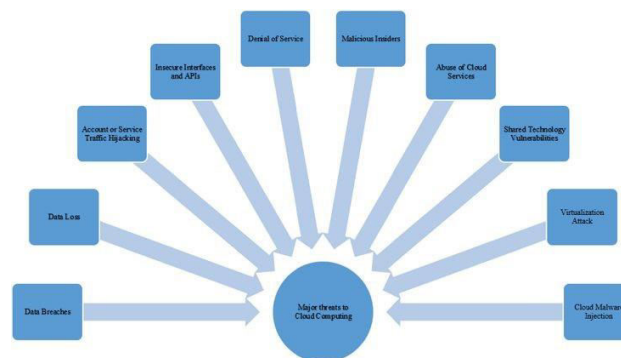 Denial of Service
Malicious Insiders
Insecure Interfaces
and APIs
Abuse of Cloud
Services
Account or Service
Traffic Hijacking
Shared Technology
Vulnerabilities
Data Loss
Virtualization
Attack
Data Breaches
Major threats to
Cloud Computing
Cloud Malware
Injection